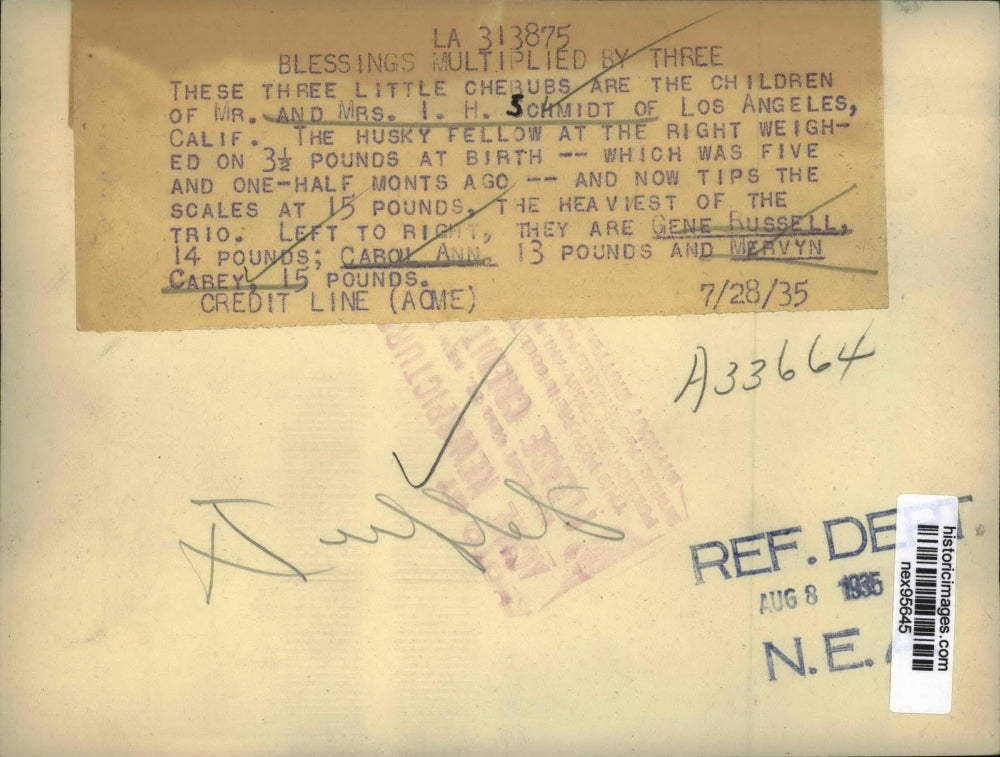 LA 313875
BLESSINGS MULTIPLIED BY THREE
THESE THREE LITTLE CHERUBS ARE THE CHILDREN
OF MR. AND MRS. I. H. SCHMIDT OF LOS ANGELES,
CALIF. THE HUSKY FELLOW AT THE RIGHT WEIGH-
ED ON 3½ POUNDS AT BIRTH -- WHICH WAS FIVE
AND ONE-HALF MONTS AGO -- AND NOW TIPS THE
SCALES AT 15 POUNDS, THE HEAVIEST OF THE
TRIO. LEFT TO RIGHT, THEY ARE GENE RUSSELL,
14 POUNDS; CAROL ANN, 13 POUNDS AND MERVYN
CAREY, 15 POUNDS.
CREDIT LINE (ACME) 7/28/35
A33664
REF. DEPT
AUG 8 1935
N.E.A
historicimages.com
nex95645